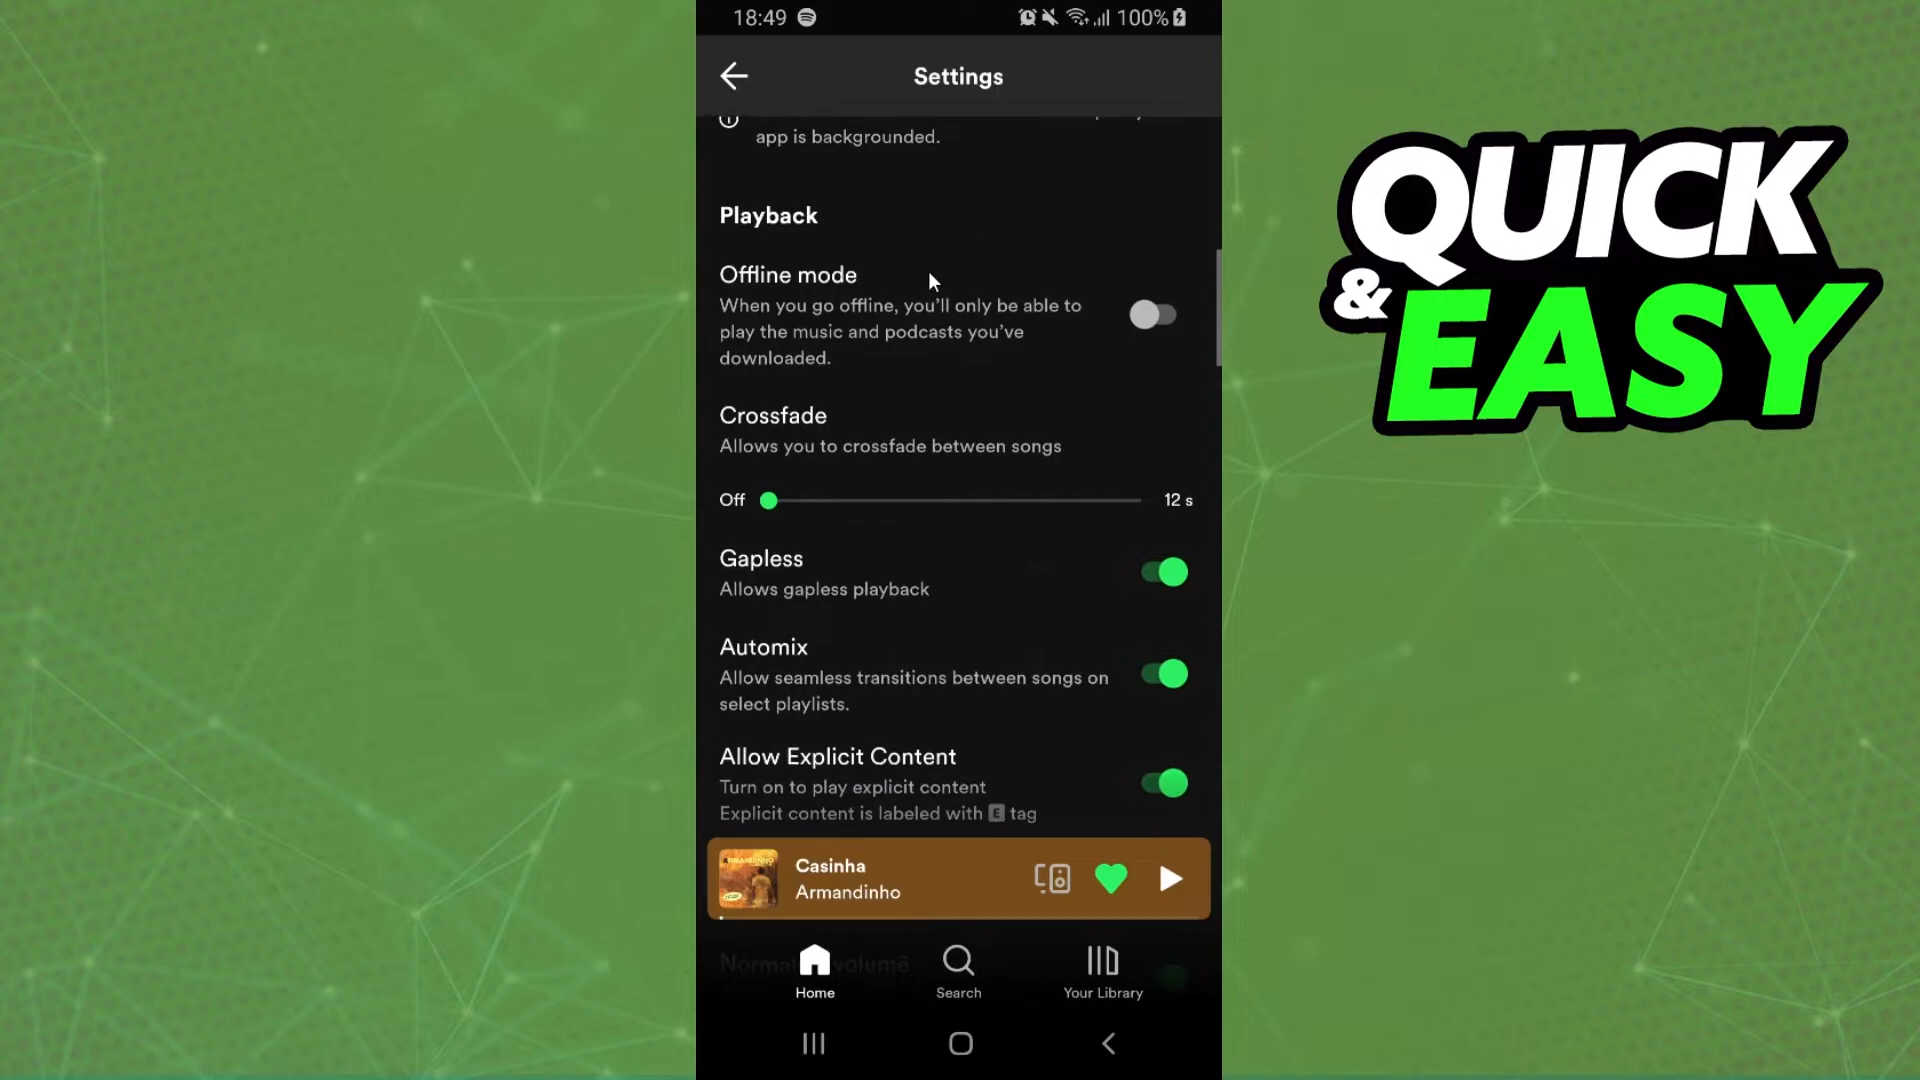 18:49
100%
Settings
app is backgrounded.
Playback
Offline mode
When you go offline, you'll only be able to
play the music and podcasts you've
downloaded.
Crossfade
Allows you to crossfade between songs
Off
12 s
Gapless
Allows gapless playback
Automix
Allow seamless transitions between songs on
select playlists.
Allow Explicit Content
Turn on to play explicit content
Explicit content is labeled with E tag
Casinha
Armandinho
Home
Search
Your Library
QUICK
& EASY